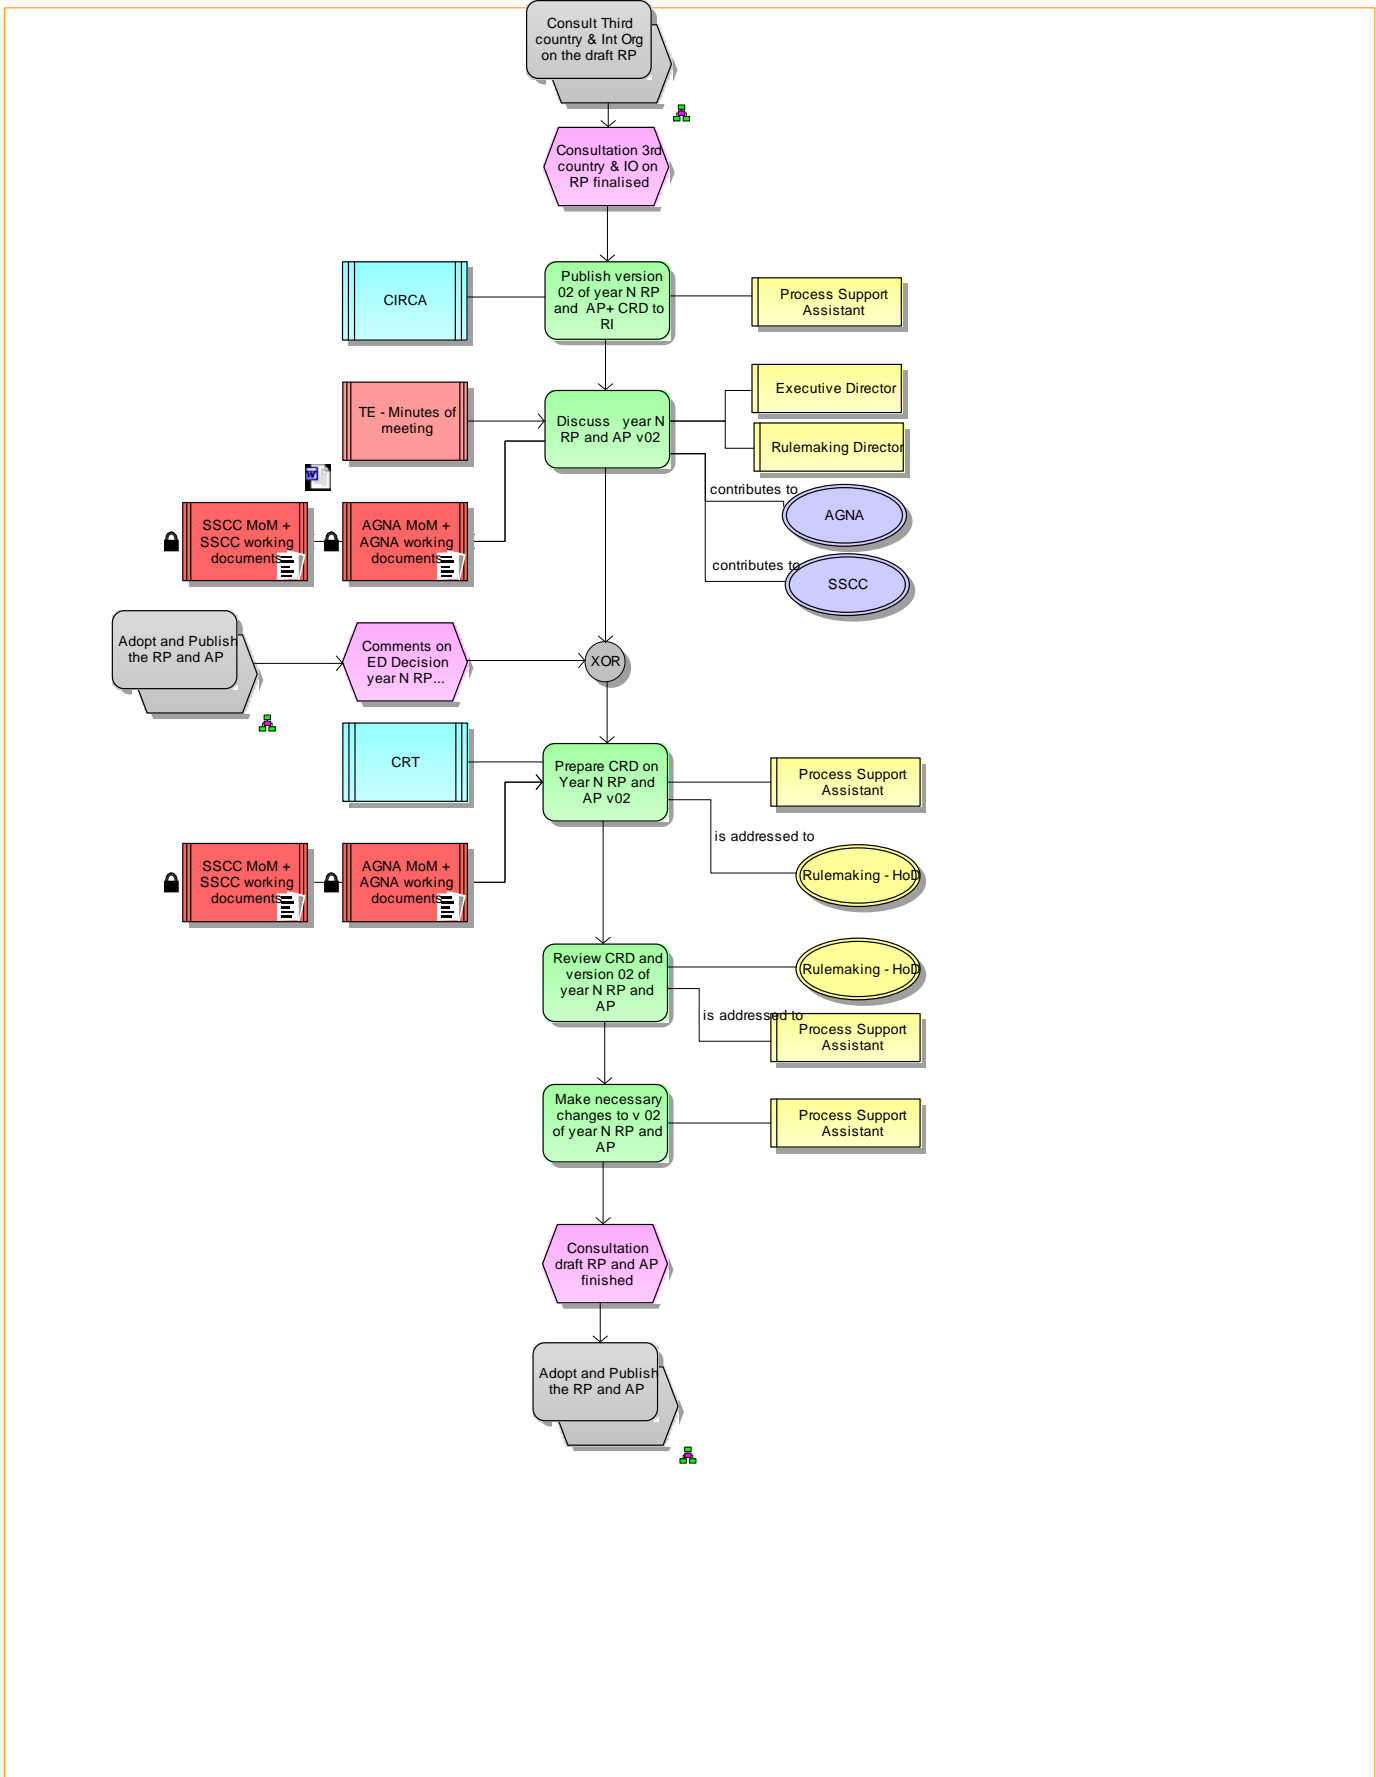 Consult Third
country & Int Org
on the draft RP
Consultation 3rd
country & IO on
RP finalised
CIRCA
Publish version
02 of year N RP
and AP+ CRD to
RI
Process Support
Assistant
TE - Minutes of
meeting
Discuss year N
RP and AP v02
Executive Director
Rulemaking Director
contributes to
AGNA
contributes to
SSCC
SSCC MoM +
SSCC working
documents
AGNA MoM +
AGNA working
documents
Adopt and Publish
the RP and AP
Comments on
ED Decision
year N RP...
XOR
CRT
Prepare CRD on
Year N RP and
AP v02
Process Support
Assistant
is addressed to
Rulemaking - HoD
SSCC MoM +
SSCC working
documents
AGNA MoM +
AGNA working
documents
Review CRD and
version 02 of
year N RP and
AP
Rulemaking - HoD
is addressed to
Process Support
Assistant
Make necessary
changes to v 02
of year N RP and
AP
Process Support
Assistant
Consultation
draft RP and AP
finished
Adopt and Publish
the RP and AP